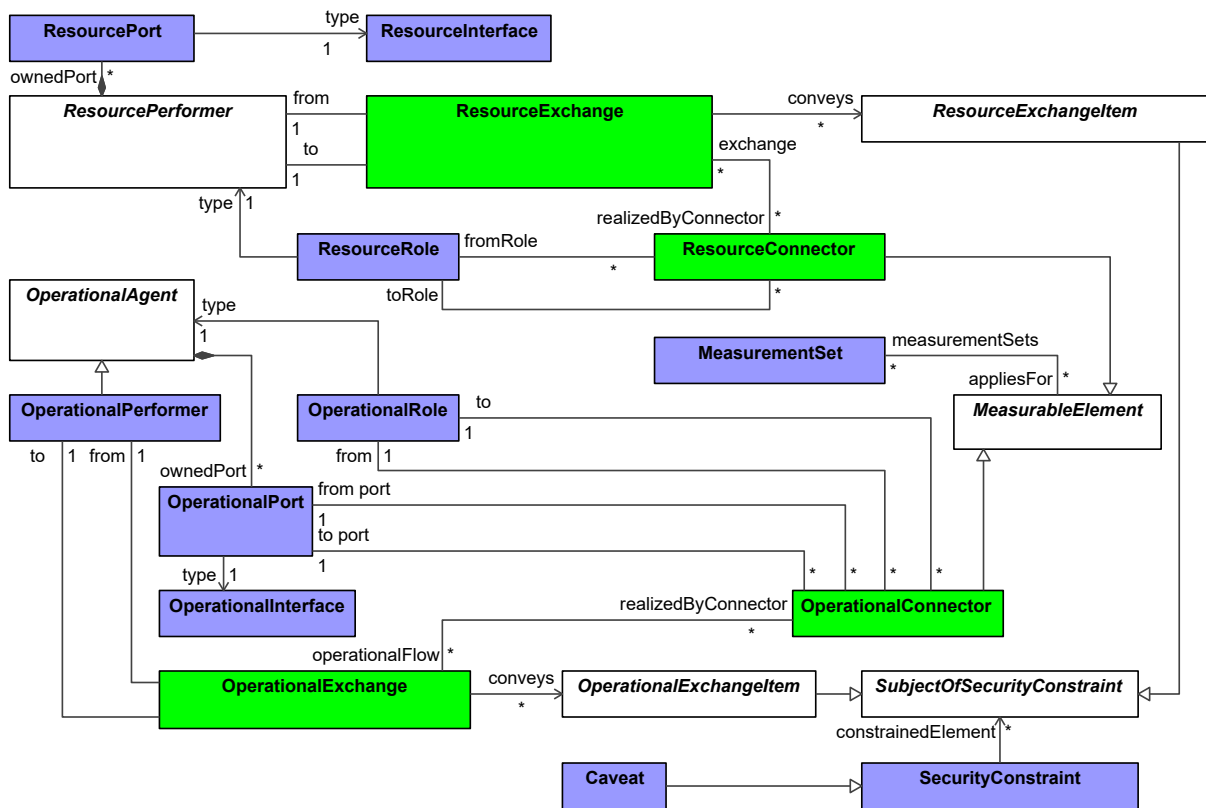 ResourcePort
type
1
ResourceInterface
ownedPort
*
ResourcePerformer
from
1
to
1
ResourceExchange
conveys
*
ResourceExchangeItem
exchange
*
type
1
realizedByConnector
*
ResourceRole
fromRole
*
ResourceConnector
toRole
*
OperationalAgent
type
1
MeasurementSet
measurementSets
*
appliesFor
*
OperationalPerformer
OperationalRole
to
1
MeasurableElement
to
1
from
1
from
1
ownedPort
*
OperationalPort
from port
1
to port
1
type
1
*
*
*
*
OperationalInterface
realizedByConnector
*
OperationalConnector
operationalFlow
*
OperationalExchange
conveys
*
OperationalExchangeItem
SubjectOfSecurityConstraint
constrainedElement
*
Caveat
SecurityConstraint